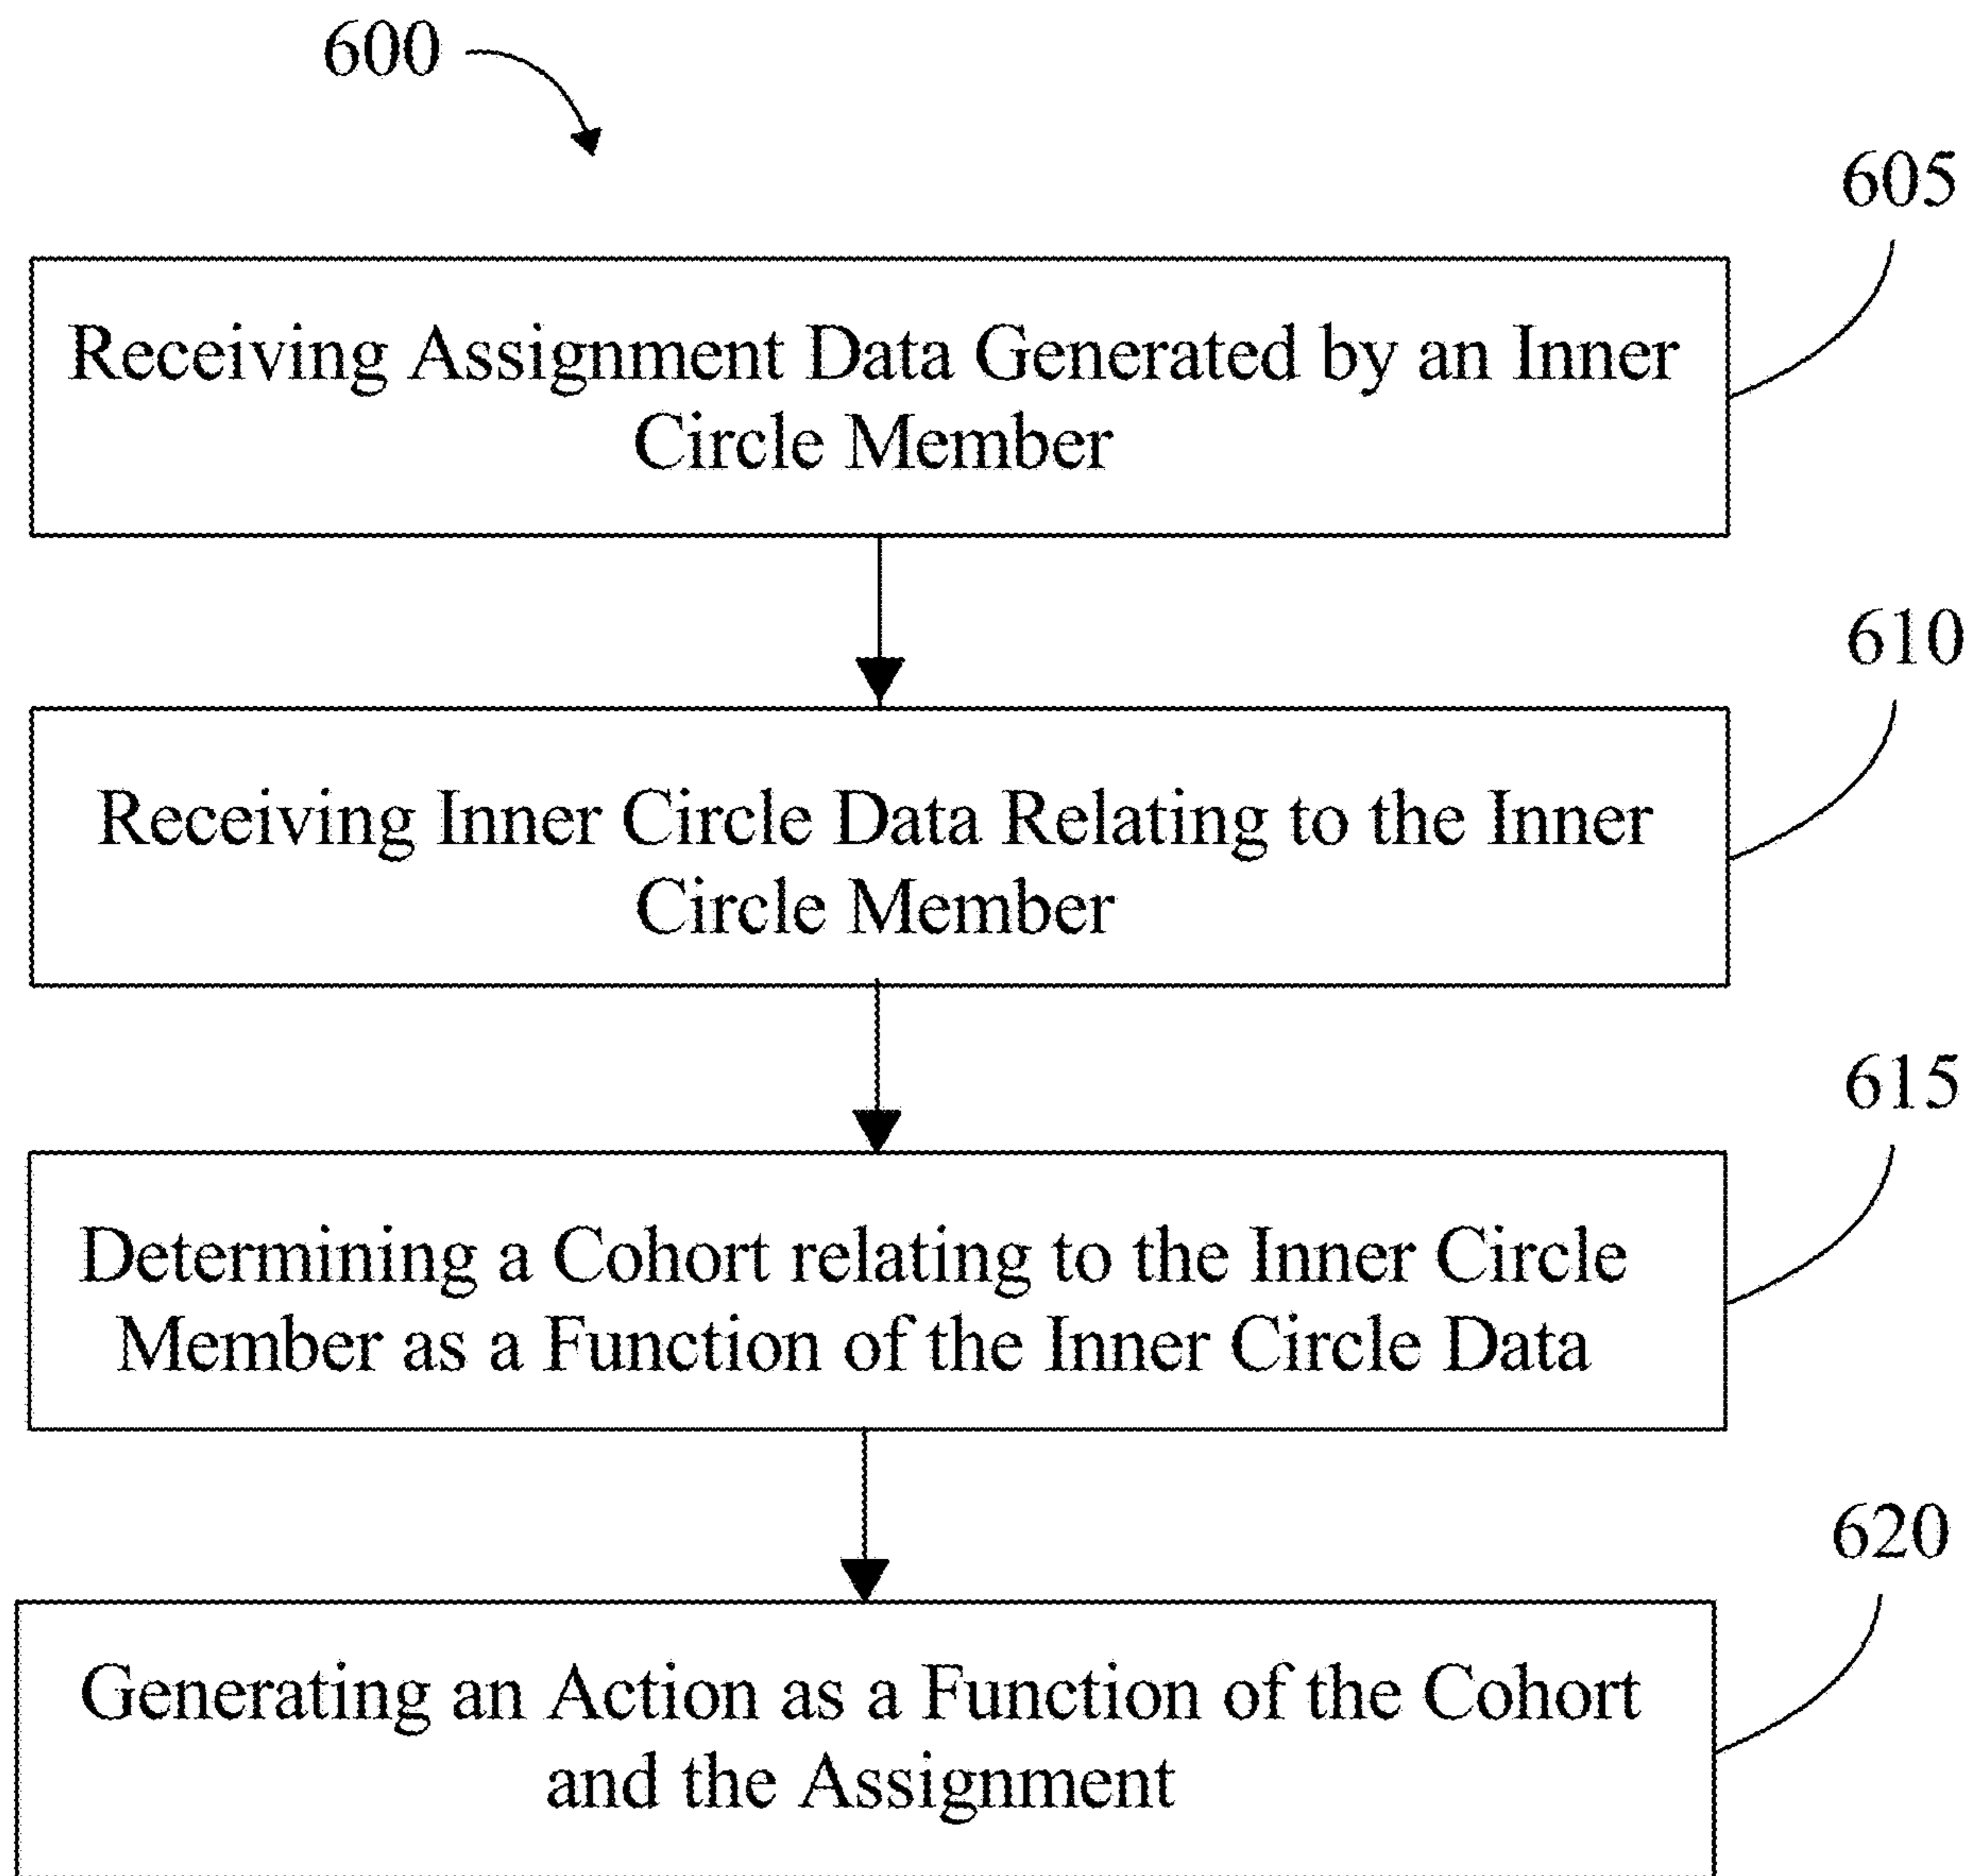 600
605
Receiving Assignment Data Generated by an Inner
Circle Member
610
Receiving Inner Circle Data Relating to the Inner
Circle Member
615
Determining a Cohort relating to the Inner Circle
Member as a Function of the Inner Circle Data
620
Generating an Action as a Function of the Cohort
and the Assignment